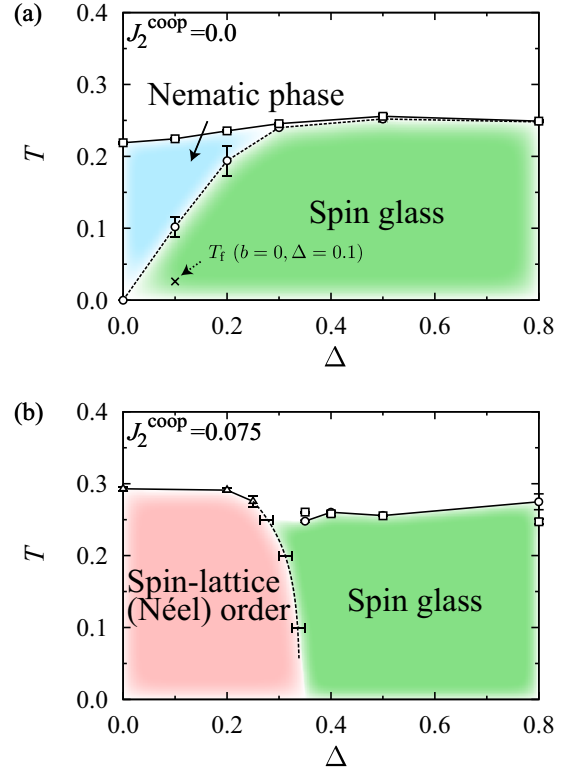 (a)
J₂ᶜᵒᵒᵖ=0.0
0.4
0.3
0.2
0.1
0.0
T
Nematic phase
Spin glass
T_f (b = 0, Δ = 0.1)
0.0 0.2 0.4 0.6 0.8
Δ
(b)
J₂ᶜᵒᵒᵖ=0.075
0.4
0.3
0.2
0.1
0.0
T
Spin-lattice
(Néel) order
Spin glass
0.0 0.2 0.4 0.6 0.8
Δ